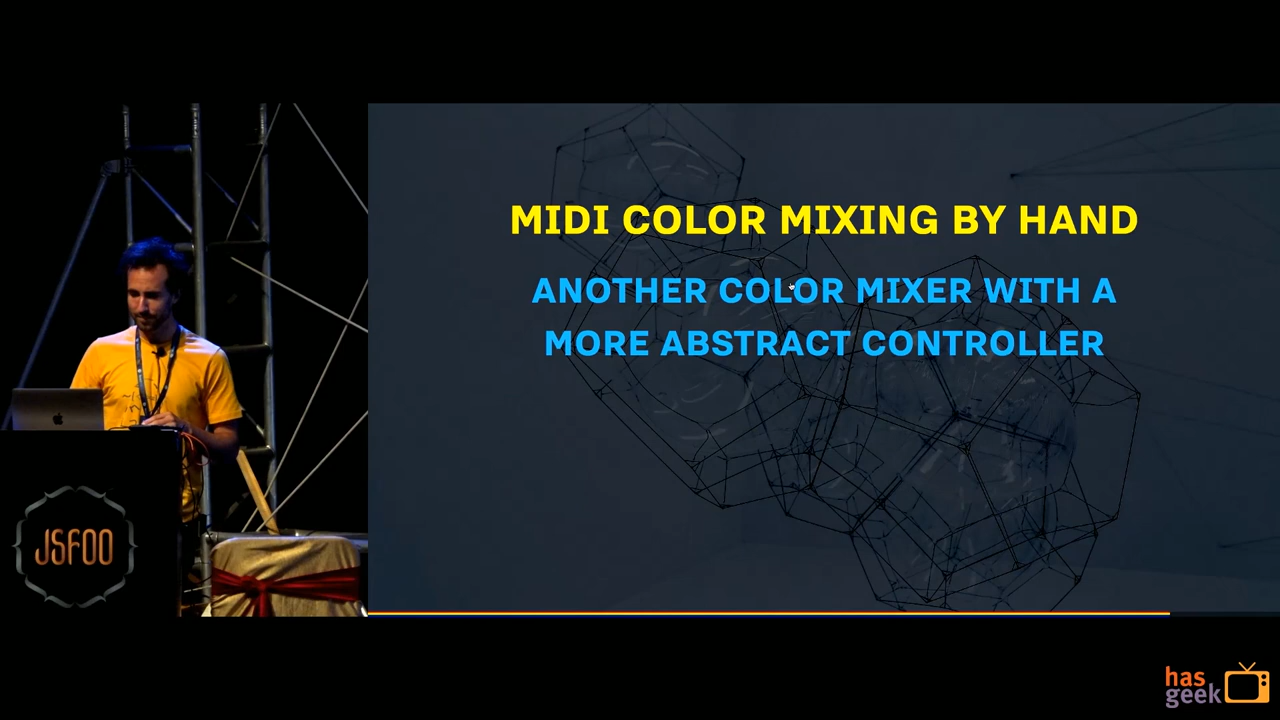 MIDI COLOR MIXING BY HAND
ANOTHER COLOR MIXER WITH A
MORE ABSTRACT CONTROLLER
JSFOO
has
geek